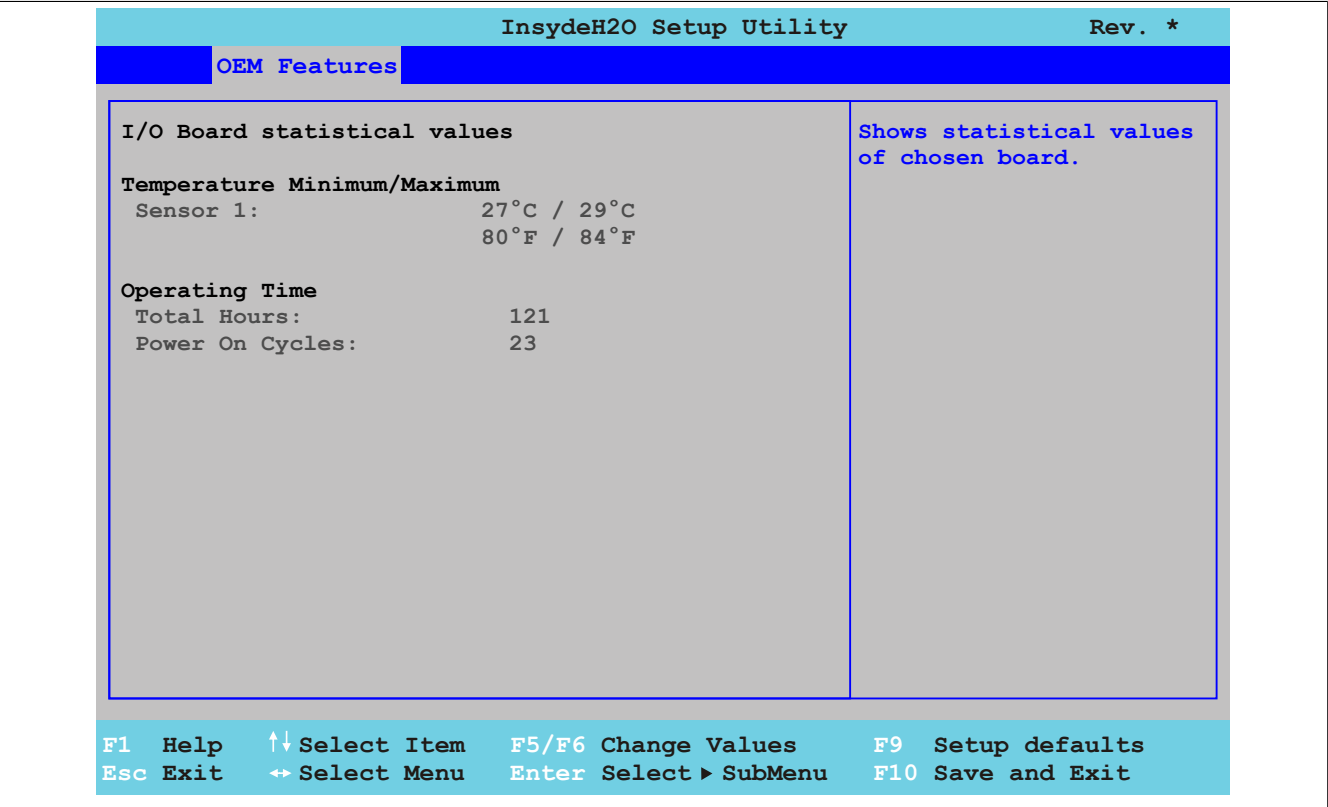 InsydeH2O Setup Utility Rev. *
OEM Features
I/O Board statistical values
Temperature Minimum/Maximum
Sensor 1: 27°C / 29°C
80°F / 84°F
Operating Time
Total Hours: 121
Power On Cycles: 23
Shows statistical values
of chosen board.
F1 Help ↑↓ Select Item F5/F6 Change Values F9 Setup defaults
Esc Exit ↔ Select Menu Enter Select ▶ SubMenu F10 Save and Exit